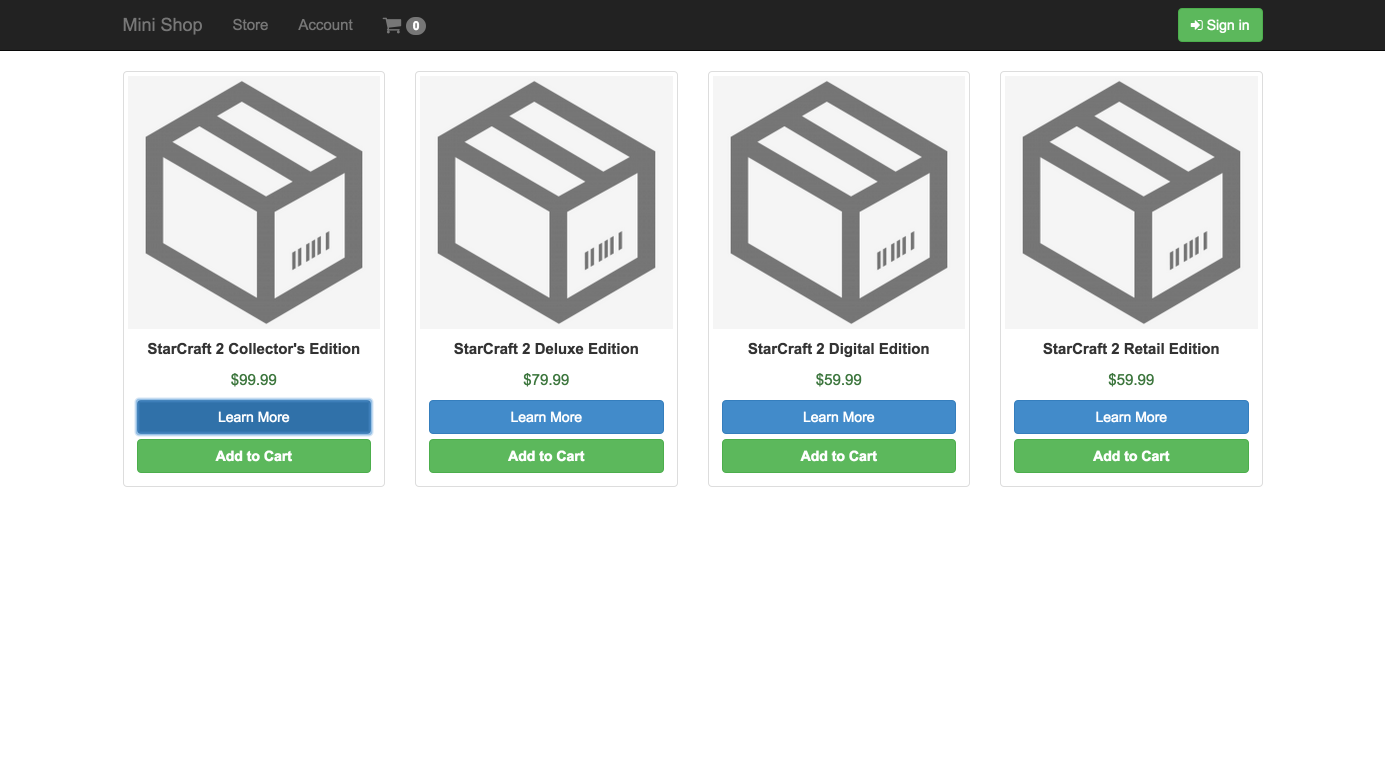 Mini Shop Store Account 0 Sign in
StarCraft 2 Collector's Edition
$99.99
Learn More
Add to Cart
StarCraft 2 Deluxe Edition
$79.99
Learn More
Add to Cart
StarCraft 2 Digital Edition
$59.99
Learn More
Add to Cart
StarCraft 2 Retail Edition
$59.99
Learn More
Add to Cart